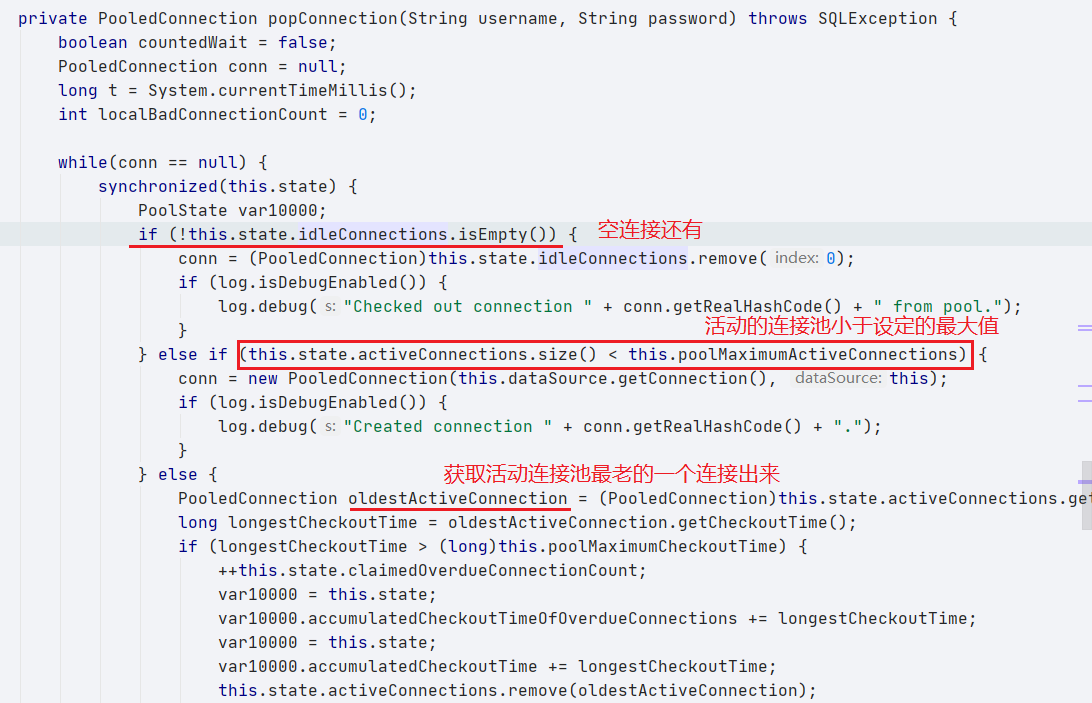 private PooledConnection popConnection(String username, String password) throws SQLException {
boolean countedWait = false;
PooledConnection conn = null;
long t = System.currentTimeMillis();
int localBadConnectionCount = 0;
while(conn == null) {
synchronized(this.state) {
PoolState var10000;
if (!this.state.idleConnections.isEmpty()) { 空连接还有
conn = (PooledConnection)this.state.idleConnections.remove( index: 0);
if (log.isDebugEnabled()) {
log.debug( s: "Checked out connection " + conn.getRealHashCode() + " from pool.");
}
活动的连接池小于设定的最大值
} else if (this.state.activeConnections.size() < this.poolMaximumActiveConnections) {
conn = new PooledConnection(this.dataSource.getConnection(), dataSource: this);
if (log.isDebugEnabled()) {
log.debug( s: "Created connection " + conn.getRealHashCode() + ".");
}
} else { 获取活动连接池最老的一个连接出来
PooledConnection oldestActiveConnection = (PooledConnection)this.state.activeConnections.get
long longestCheckoutTime = oldestActiveConnection.getCheckoutTime();
if (longestCheckoutTime > (long)this.poolMaximumCheckoutTime) {
++this.state.claimedOverdueConnectionCount;
var10000 = this.state;
var10000.accumulatedCheckoutTimeOfOverdueConnections += longestCheckoutTime;
var10000 = this.state;
var10000.accumulatedCheckoutTime += longestCheckoutTime;
this.state.activeConnections.remove(oldestActiveConnection);